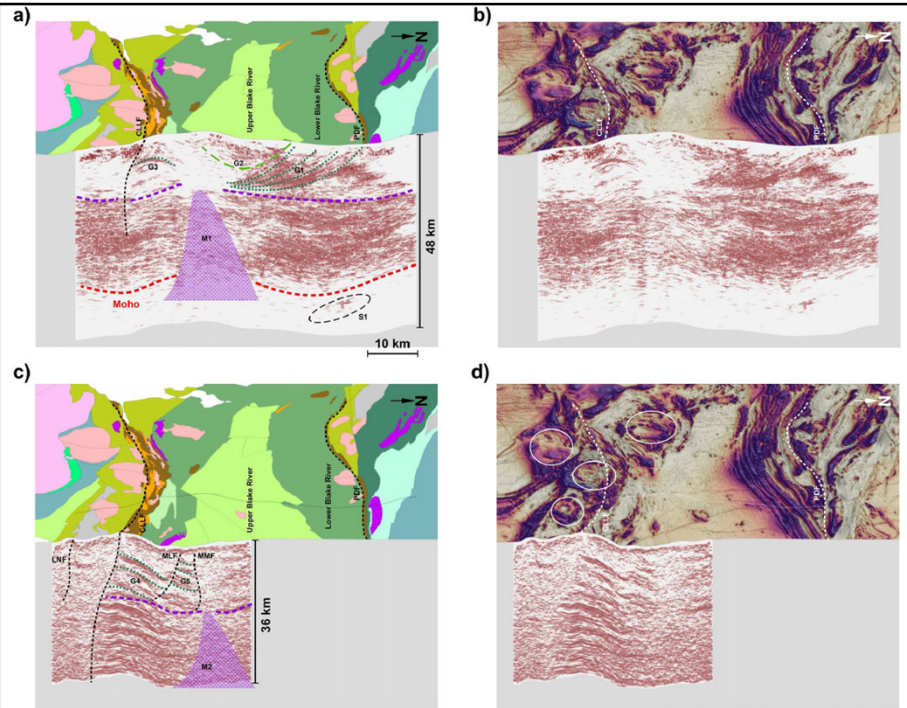 a)
N
CLLF
Upper Blake River
Lower Blake River
PDF
G3
G2
G1
M1
Moho
S1
48 km
10 km
b)
N
CLLF
PDF
c)
N
CLLF
Upper Blake River
Lower Blake River
PDF
LNF
MLF
MMF
G4
G5
M2
36 km
d)
N
CLLF
PDF